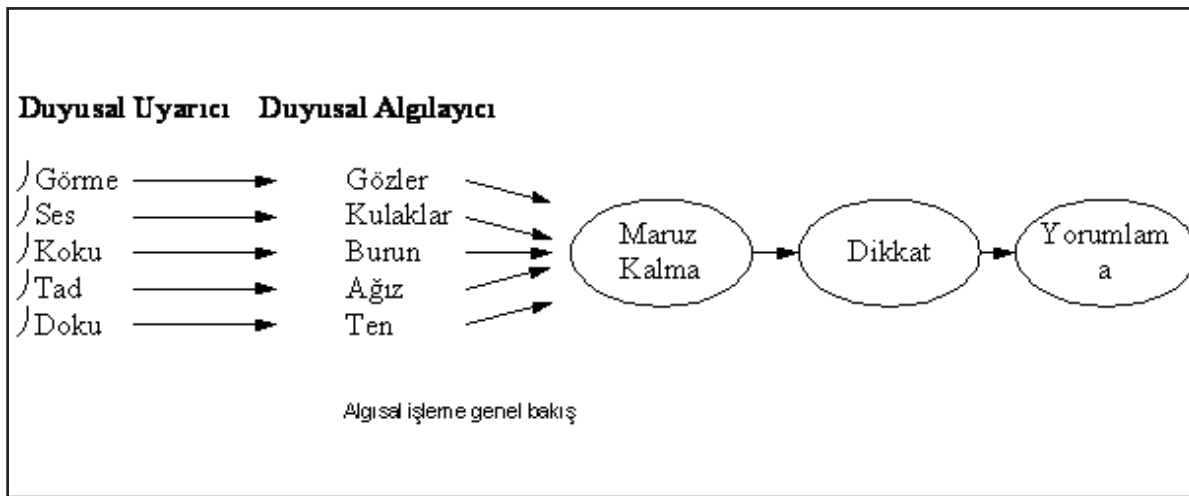 Duyusal Uyarıcı Duyusal Algılayıcı
Görme Gözler
Ses Kulaklar
Koku Burun
Tad Ağız
Doku Ten
Maruz
Kalma
Dikkat
Yorumlam
a
Algısal işleme genel bakış